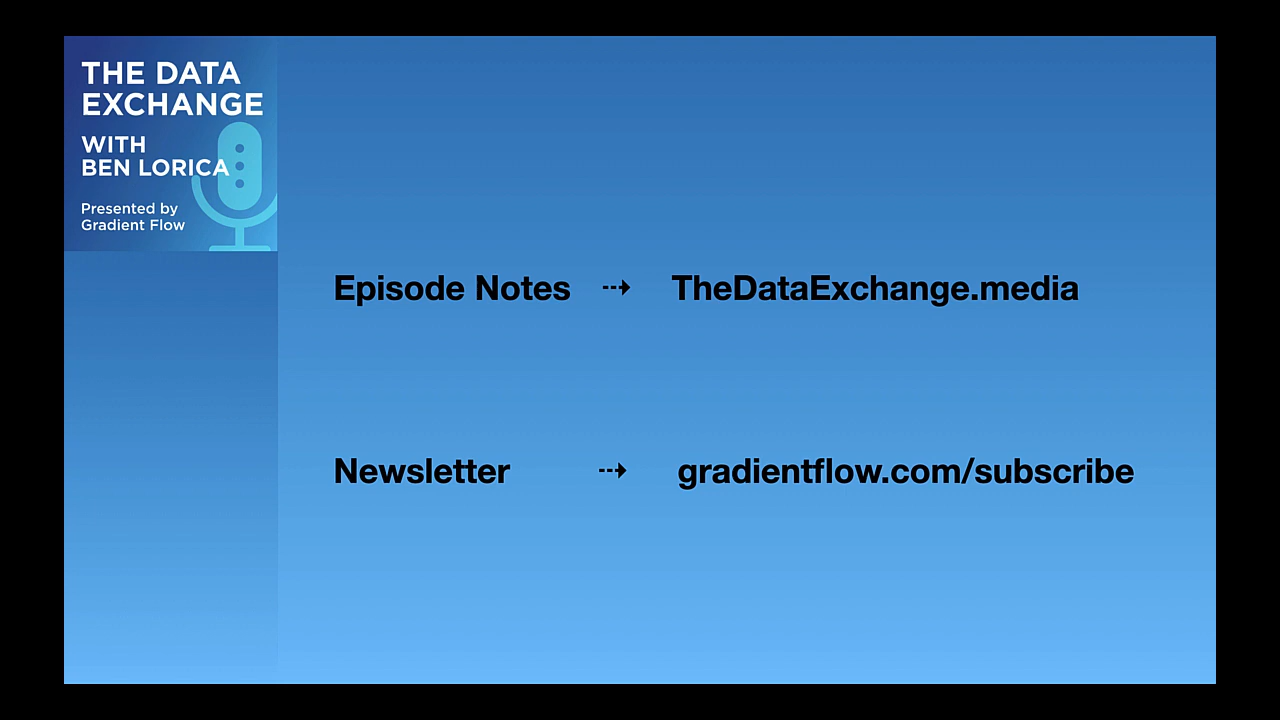 THE DATA
EXCHANGE
WITH
BEN LORICA
Presented by
Gradient Flow
Episode Notes ⇢ TheDataExchange.media
Newsletter ⇢ gradientflow.com/subscribe